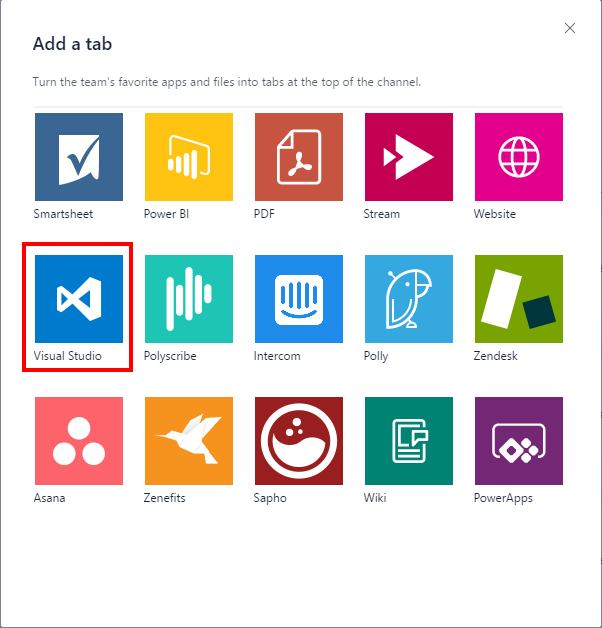 Add a tab
Turn the team's favorite apps and files into tabs at the top of the channel.
Smartsheet
Power BI
PDF
Stream
Website
Visual Studio
Polyscribe
Intercom
Polly
Zendesk
Asana
Zenefits
Sapho
Wiki
PowerApps